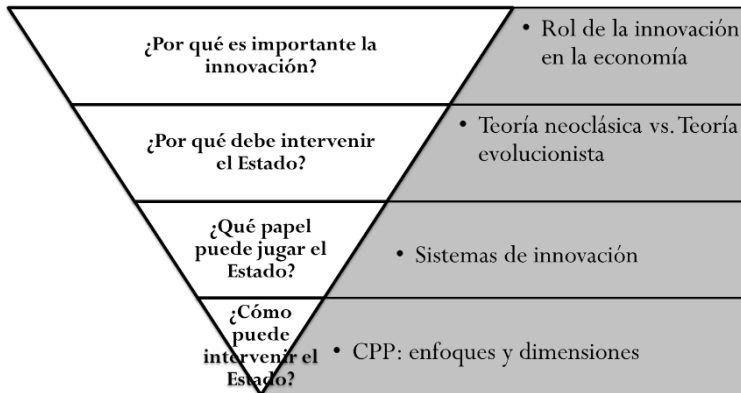 ¿Por qué es importante la
innovación?
• Rol de la innovación
en la economía
¿Por qué debe intervenir
el Estado?
• Teoría neoclásica vs. Teoría
evolucionista
¿Qué papel
puede jugar el
Estado?
• Sistemas de innovación
¿Cómo
puede
intervenir el
Estado?
• CPP: enfoques y dimensiones